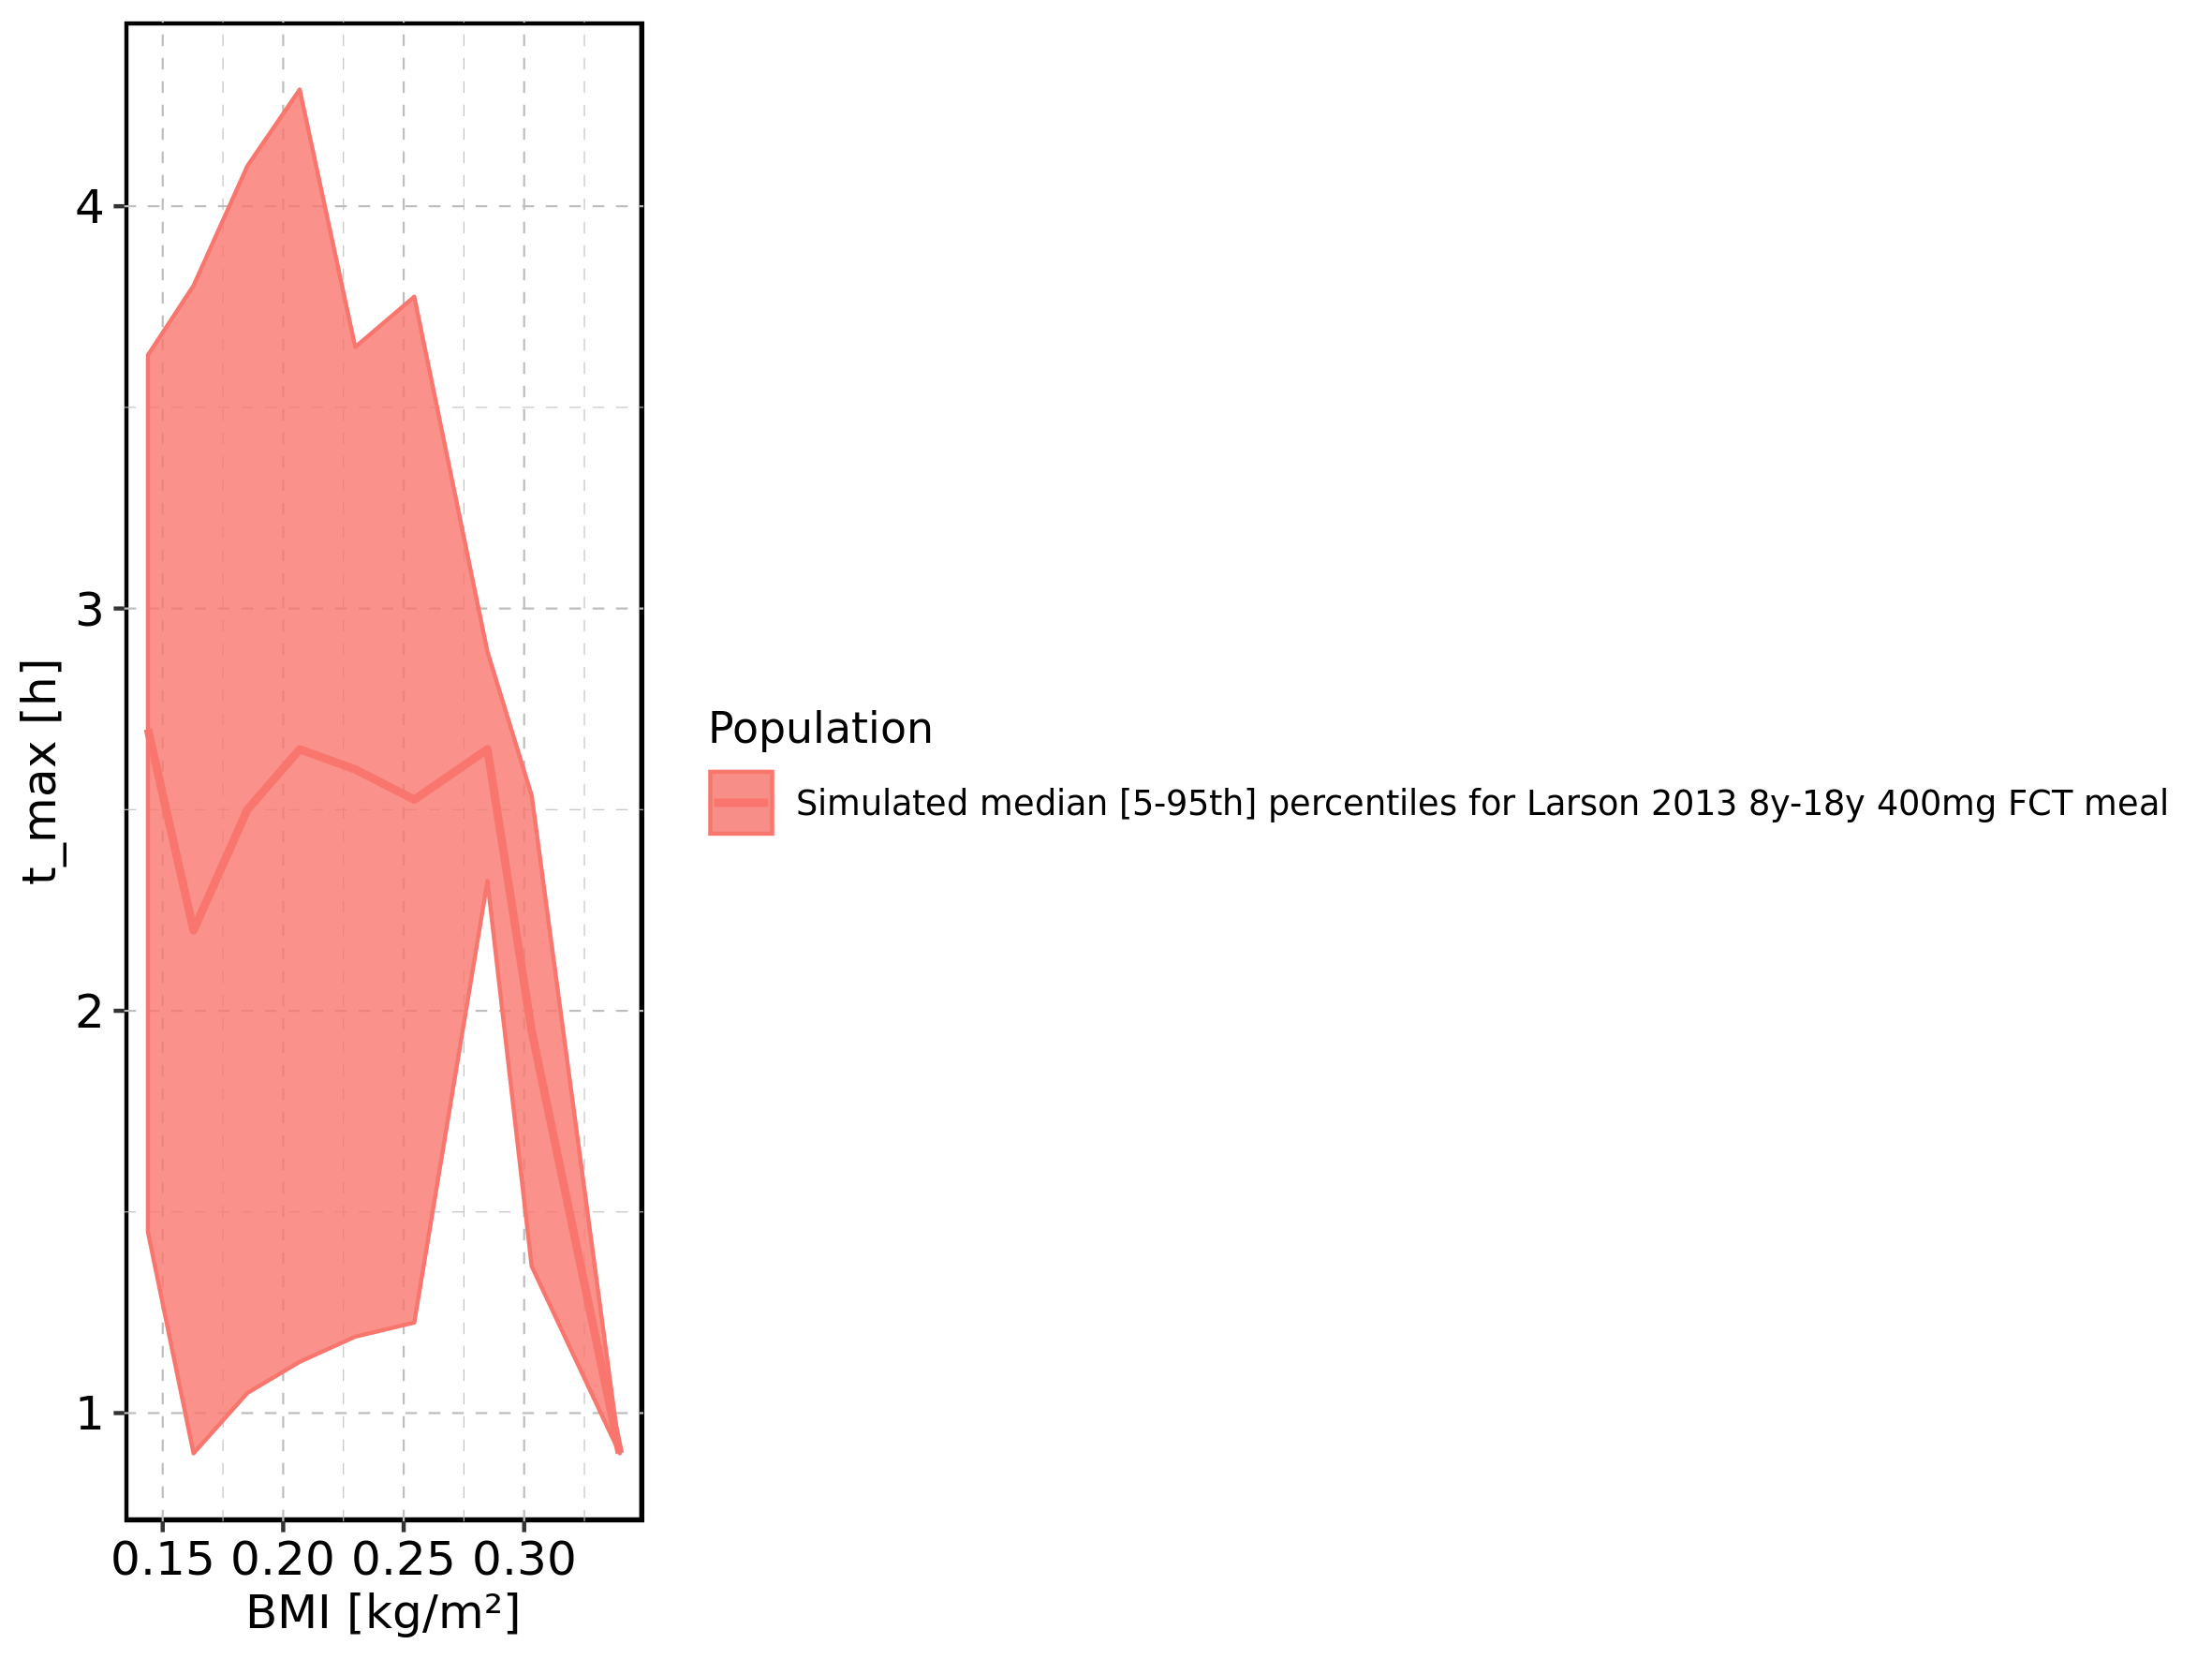 4
3
2
1
t_max [h]
0.15 0.20 0.25 0.30
BMI [kg/m²]
Population
Simulated median [5-95th] percentiles for Larson 2013 8y-18y 400mg FCT meal